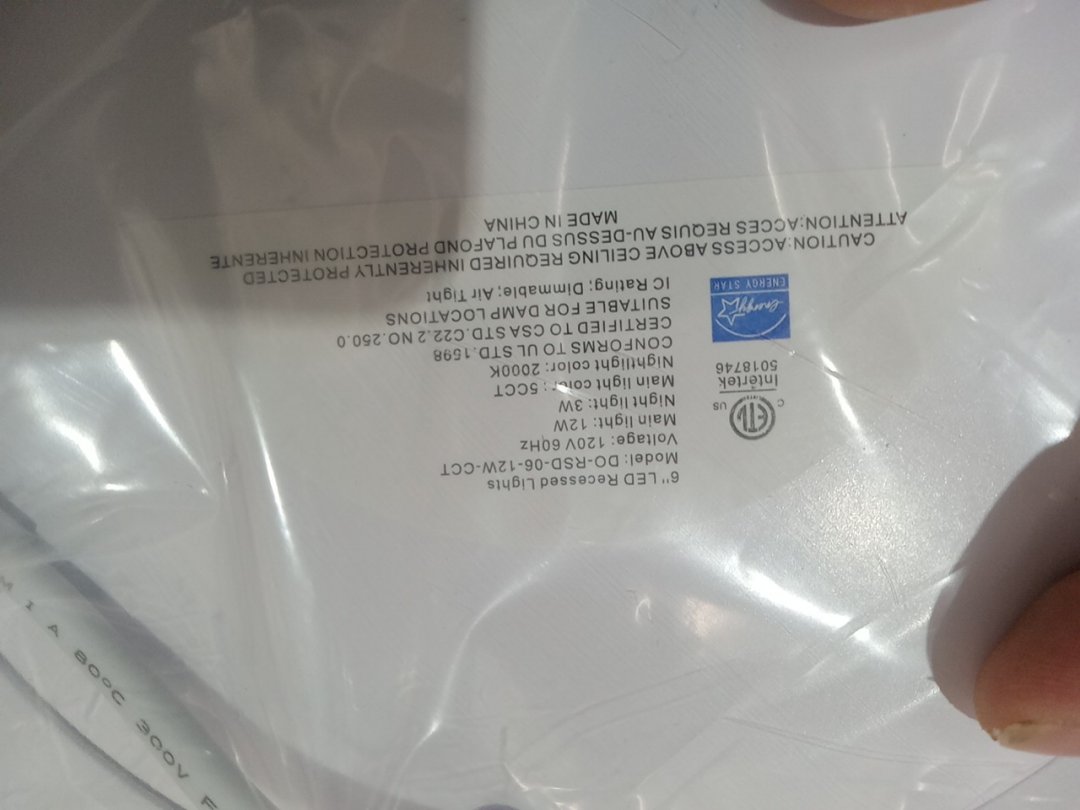 6" LED Recessed Lights
Model: DO-RSD-06-12W-CCT
Voltage: 120V 60Hz
Main light: 12W
Night light: 3W
Main light color: 5CCT
Nightlight color: 2000K
CONFORMS TO UL STD.1598
CERTIFIED TO CSA STD.C22.2 NO.250.0
SUITABLE FOR DAMP LOCATIONS
IC Rating; Dimmable; Air Tight
ETL
C US
Intertek
5018746
energy
ENERGY STAR
CAUTION:ACCESS ABOVE CEILING REQUIRED INHERENTLY PROTECTED
ATTENTION:ACCES REQUIS AU-DESSUS DU PLAFOND PROTECTION INHERENTE
MADE IN CHINA
M 1 A 80°C 300V F